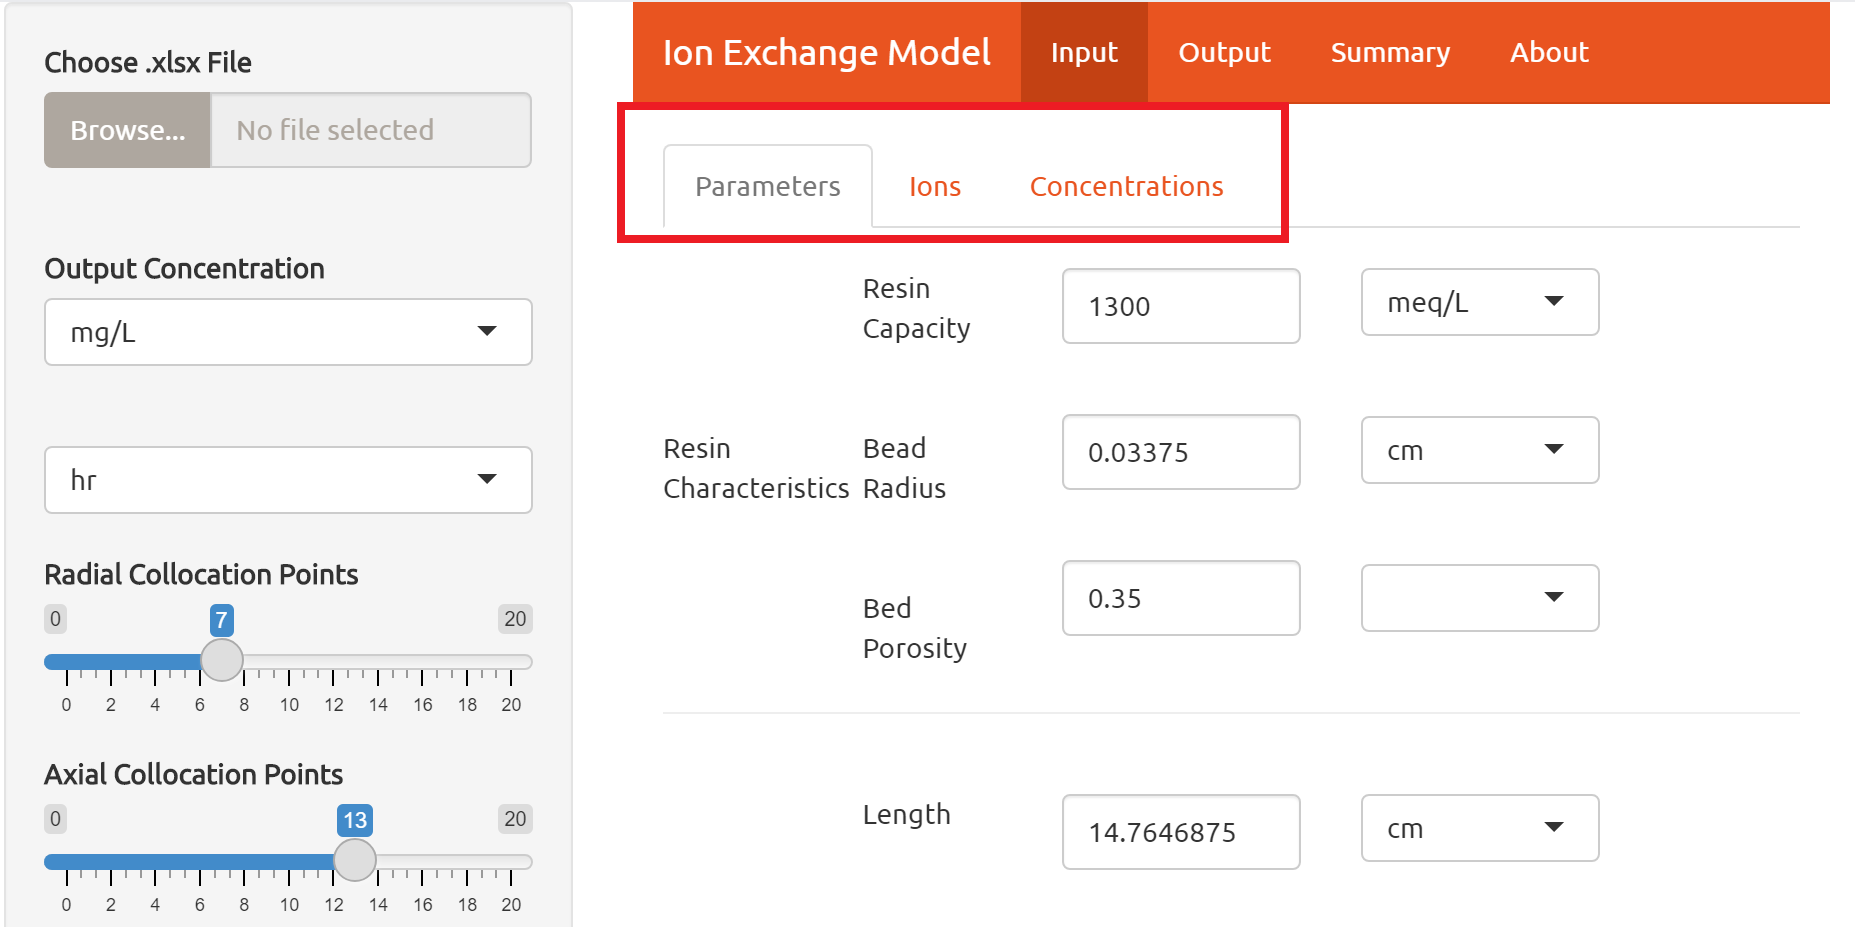 Choose .xlsx File
Browse...
No file selected
Output Concentration
mg/L
hr
Radial Collocation Points
0
7
20
0 2 4 6 8 10 12 14 16 18 20
Axial Collocation Points
0
13
20
0 2 4 6 8 10 12 14 16 18 20
Ion Exchange Model
Input
Output
Summary
About
Parameters
Ions
Concentrations
Resin
Characteristics
Resin
Capacity
1300
meq/L
Bead
Radius
0.03375
cm
Bed
Porosity
0.35
Length
14.7646875
cm